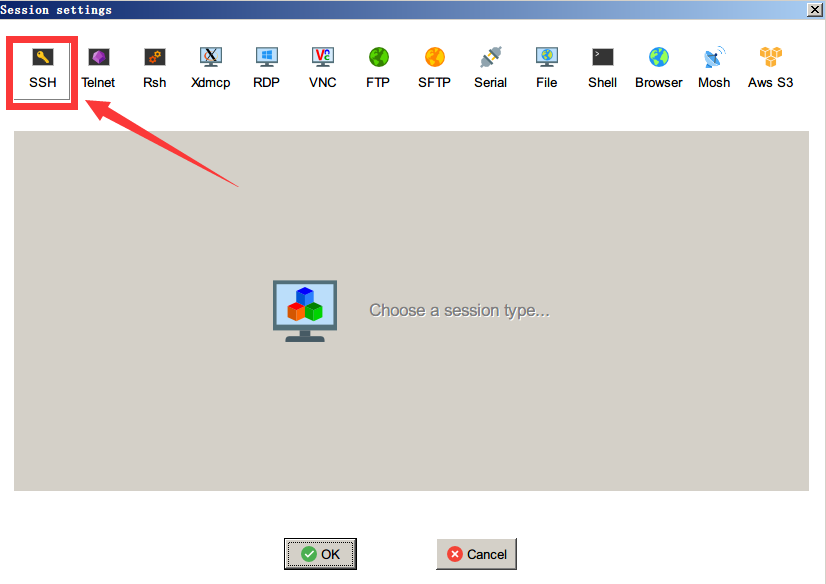 Session settings
SSH Telnet Rsh Xdmcp RDP VNC FTP SFTP Serial File Shell Browser Mosh Aws S3
Choose a session type...
OK Cancel